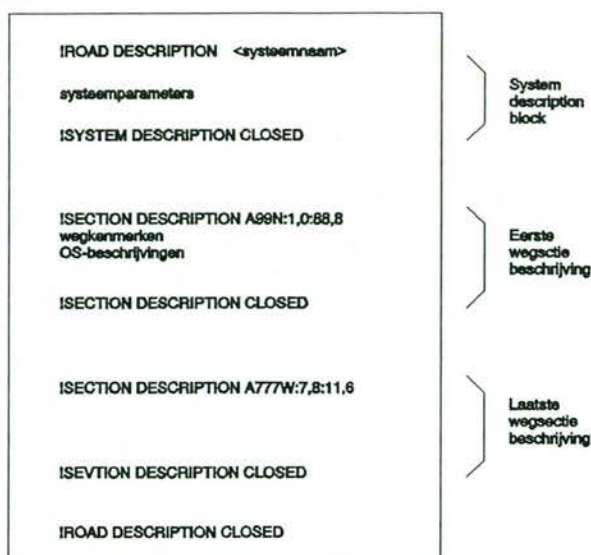 !ROAD DESCRIPTION <systeemnaam>
systeemparameters
!SYSTEM DESCRIPTION CLOSED
System
description
block
!SECTION DESCRIPTION A99N:1,0:88,8
wegkenmerken
OS-beschrijvingen
!SECTION DESCRIPTION CLOSED
Eerste
wegsctie
beschrijving
!SECTION DESCRIPTION A777W:7,8:11,6
!SEVTION DESCRIPTION CLOSED
Laatste
wegsectie
beschrijving
!ROAD DESCRIPTION CLOSED